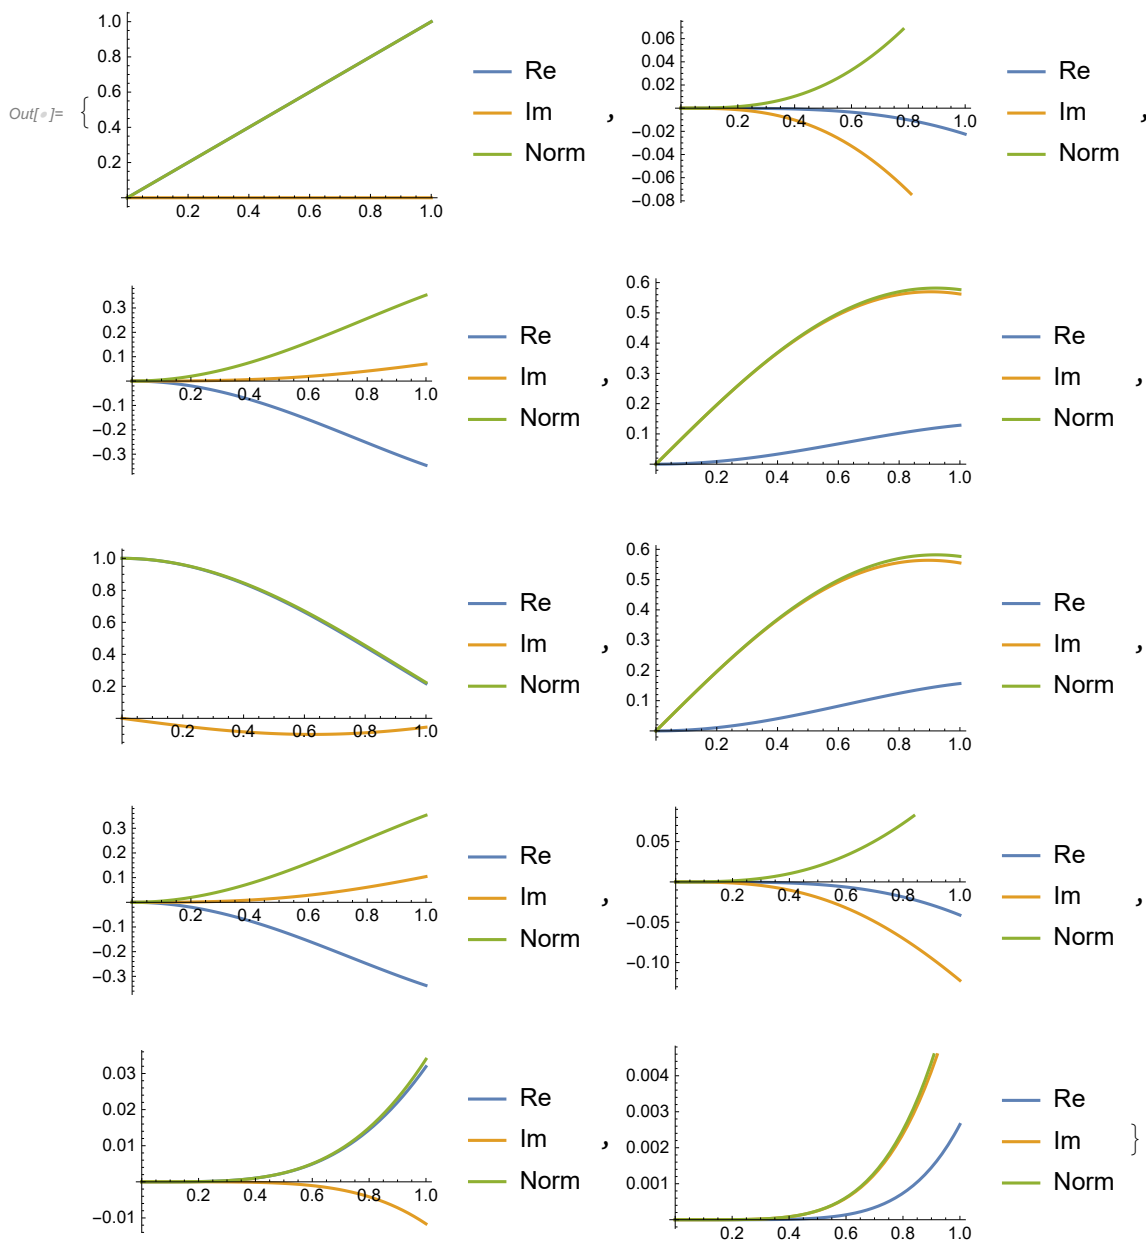 1.0
0.8
Out[ ]= { 0.6
0.4
0.2
0.2 0.4 0.6 0.8 1.0
Re
Im
Norm
,
0.06
0.04
0.02
0.2 0.4 0.6 0.8 1.0
−0.02
−0.04
−0.06
−0.08
Re
Im
Norm
,
0.3
0.2
0.1
0.2 0.4 0.6 0.8 1.0
−0.1
−0.2
−0.3
Re
Im
Norm
,
0.6
0.5
0.4
0.3
0.2
0.1
0.2 0.4 0.6 0.8 1.0
Re
Im
Norm
,
1.0
0.8
0.6
0.4
0.2
0.2 0.4 0.6 0.8 1.0
Re
Im
Norm
,
0.6
0.5
0.4
0.3
0.2
0.1
0.2 0.4 0.6 0.8 1.0
Re
Im
Norm
,
0.3
0.2
0.1
0.2 0.4 0.6 0.8 1.0
−0.1
−0.2
−0.3
Re
Im
Norm
,
0.05
0.2 0.4 0.6 0.8 1.0
−0.05
−0.10
Re
Im
Norm
,
0.03
0.02
0.01
0.2 0.4 0.6 0.8 1.0
−0.01
Re
Im
Norm
,
0.004
0.003
0.002
0.001
0.2 0.4 0.6 0.8 1.0
Re
Im
Norm
}